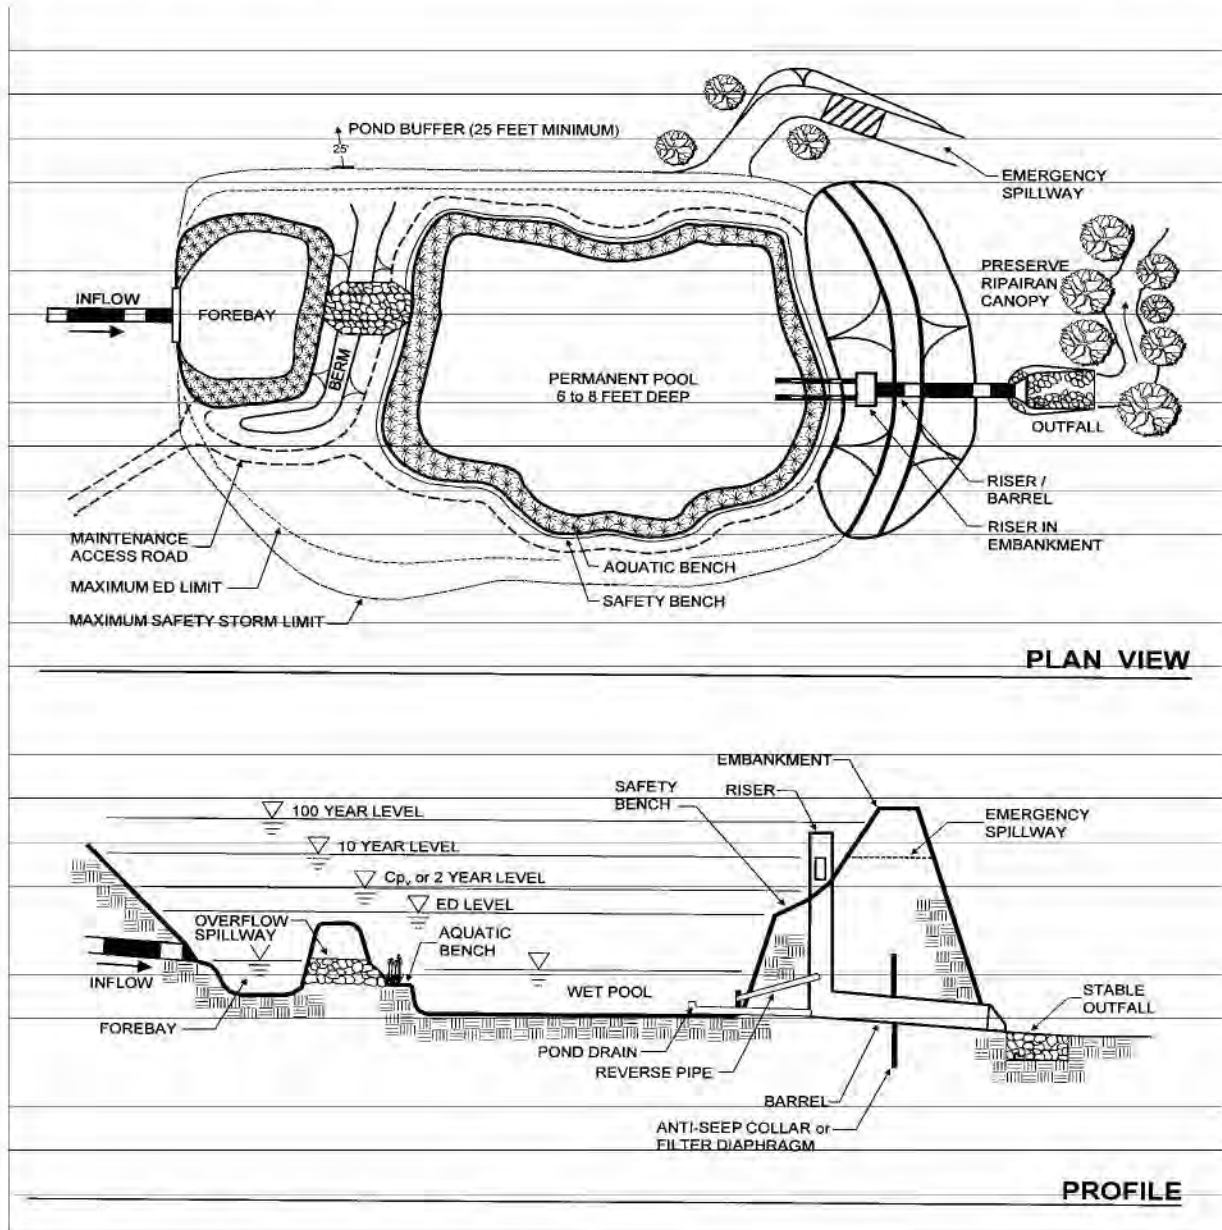 POND BUFFER (25 FEET MINIMUM)
25'
EMERGENCY
SPILLWAY
PRESERVE
RIPAIRAN
CANOPY
INFLOW
FOREBAY
BERM
PERMANENT POOL
6 to 8 FEET DEEP
OUTFALL
RISER /
BARREL
RISER IN
EMBANKMENT
MAINTENANCE
ACCESS ROAD
AQUATIC BENCH
MAXIMUM ED LIMIT
SAFETY BENCH
MAXIMUM SAFETY STORM LIMIT
PLAN VIEW
EMBANKMENT
SAFETY
BENCH
RISER
100 YEAR LEVEL
EMERGENCY
SPILLWAY
10 YEAR LEVEL
Cpv or 2 YEAR LEVEL
ED LEVEL
OVERFLOW
SPILLWAY
AQUATIC
BENCH
INFLOW
WET POOL
STABLE
OUTFALL
FOREBAY
POND DRAIN
REVERSE PIPE
BARREL
ANTI-SEEP COLLAR or
FILTER DIAPHRAGM
PROFILE